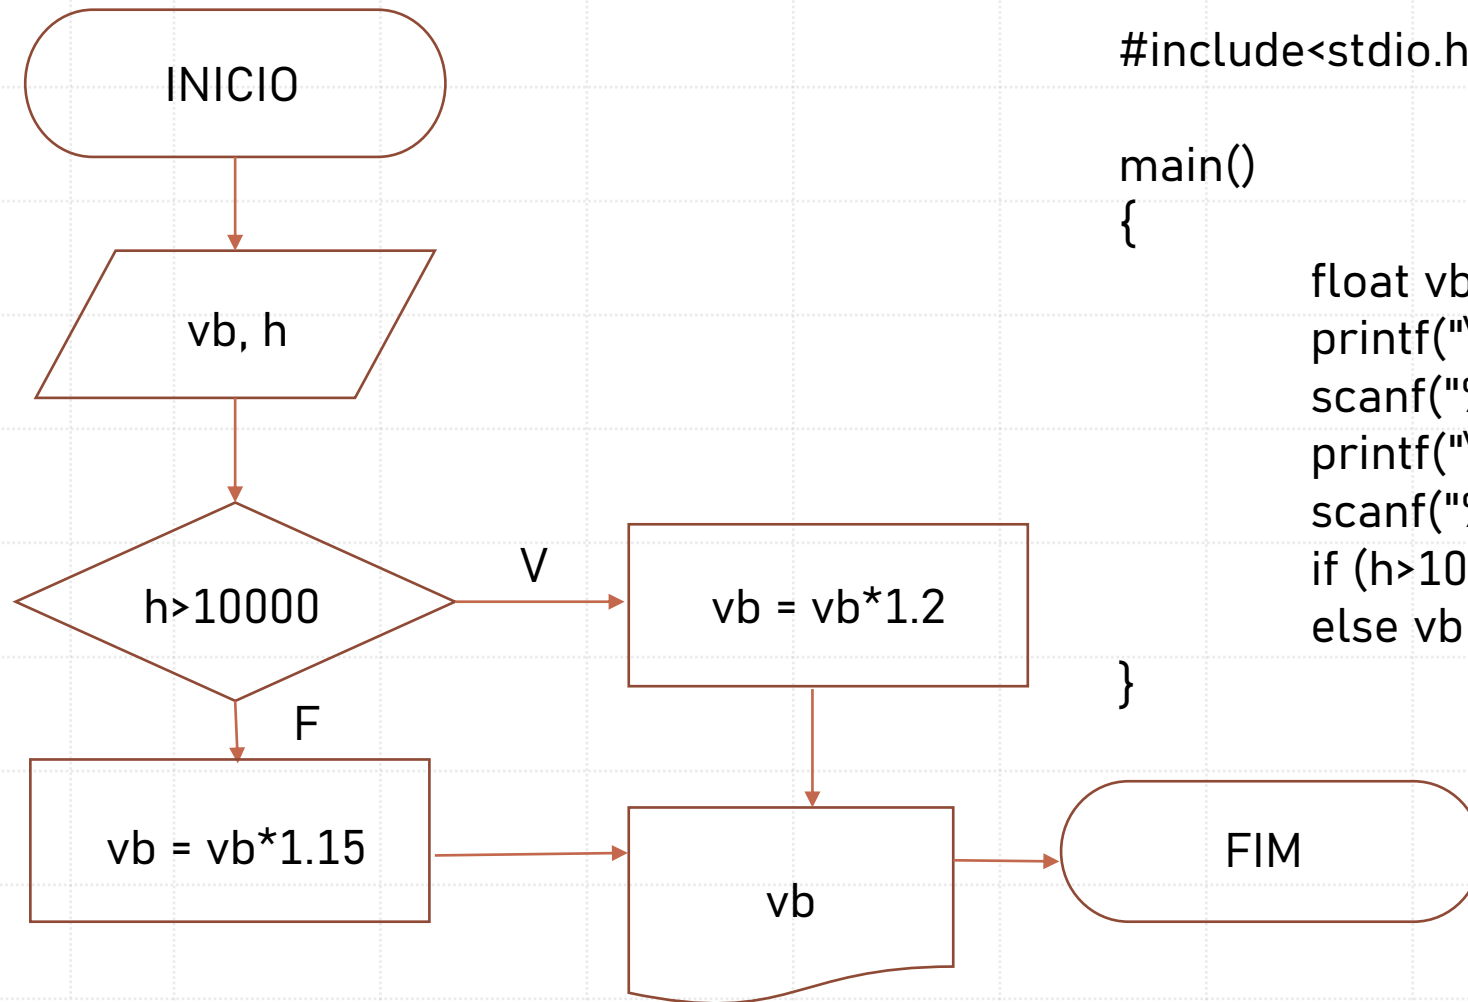 INICIO
vb, h
h>10000
V
vb = vb*1.2
F
vb = vb*1.15
vb
FIM
#include<stdio.h
main()
{
float vb
printf("
scanf("
printf("
scanf("
if (h>10
else vb
}